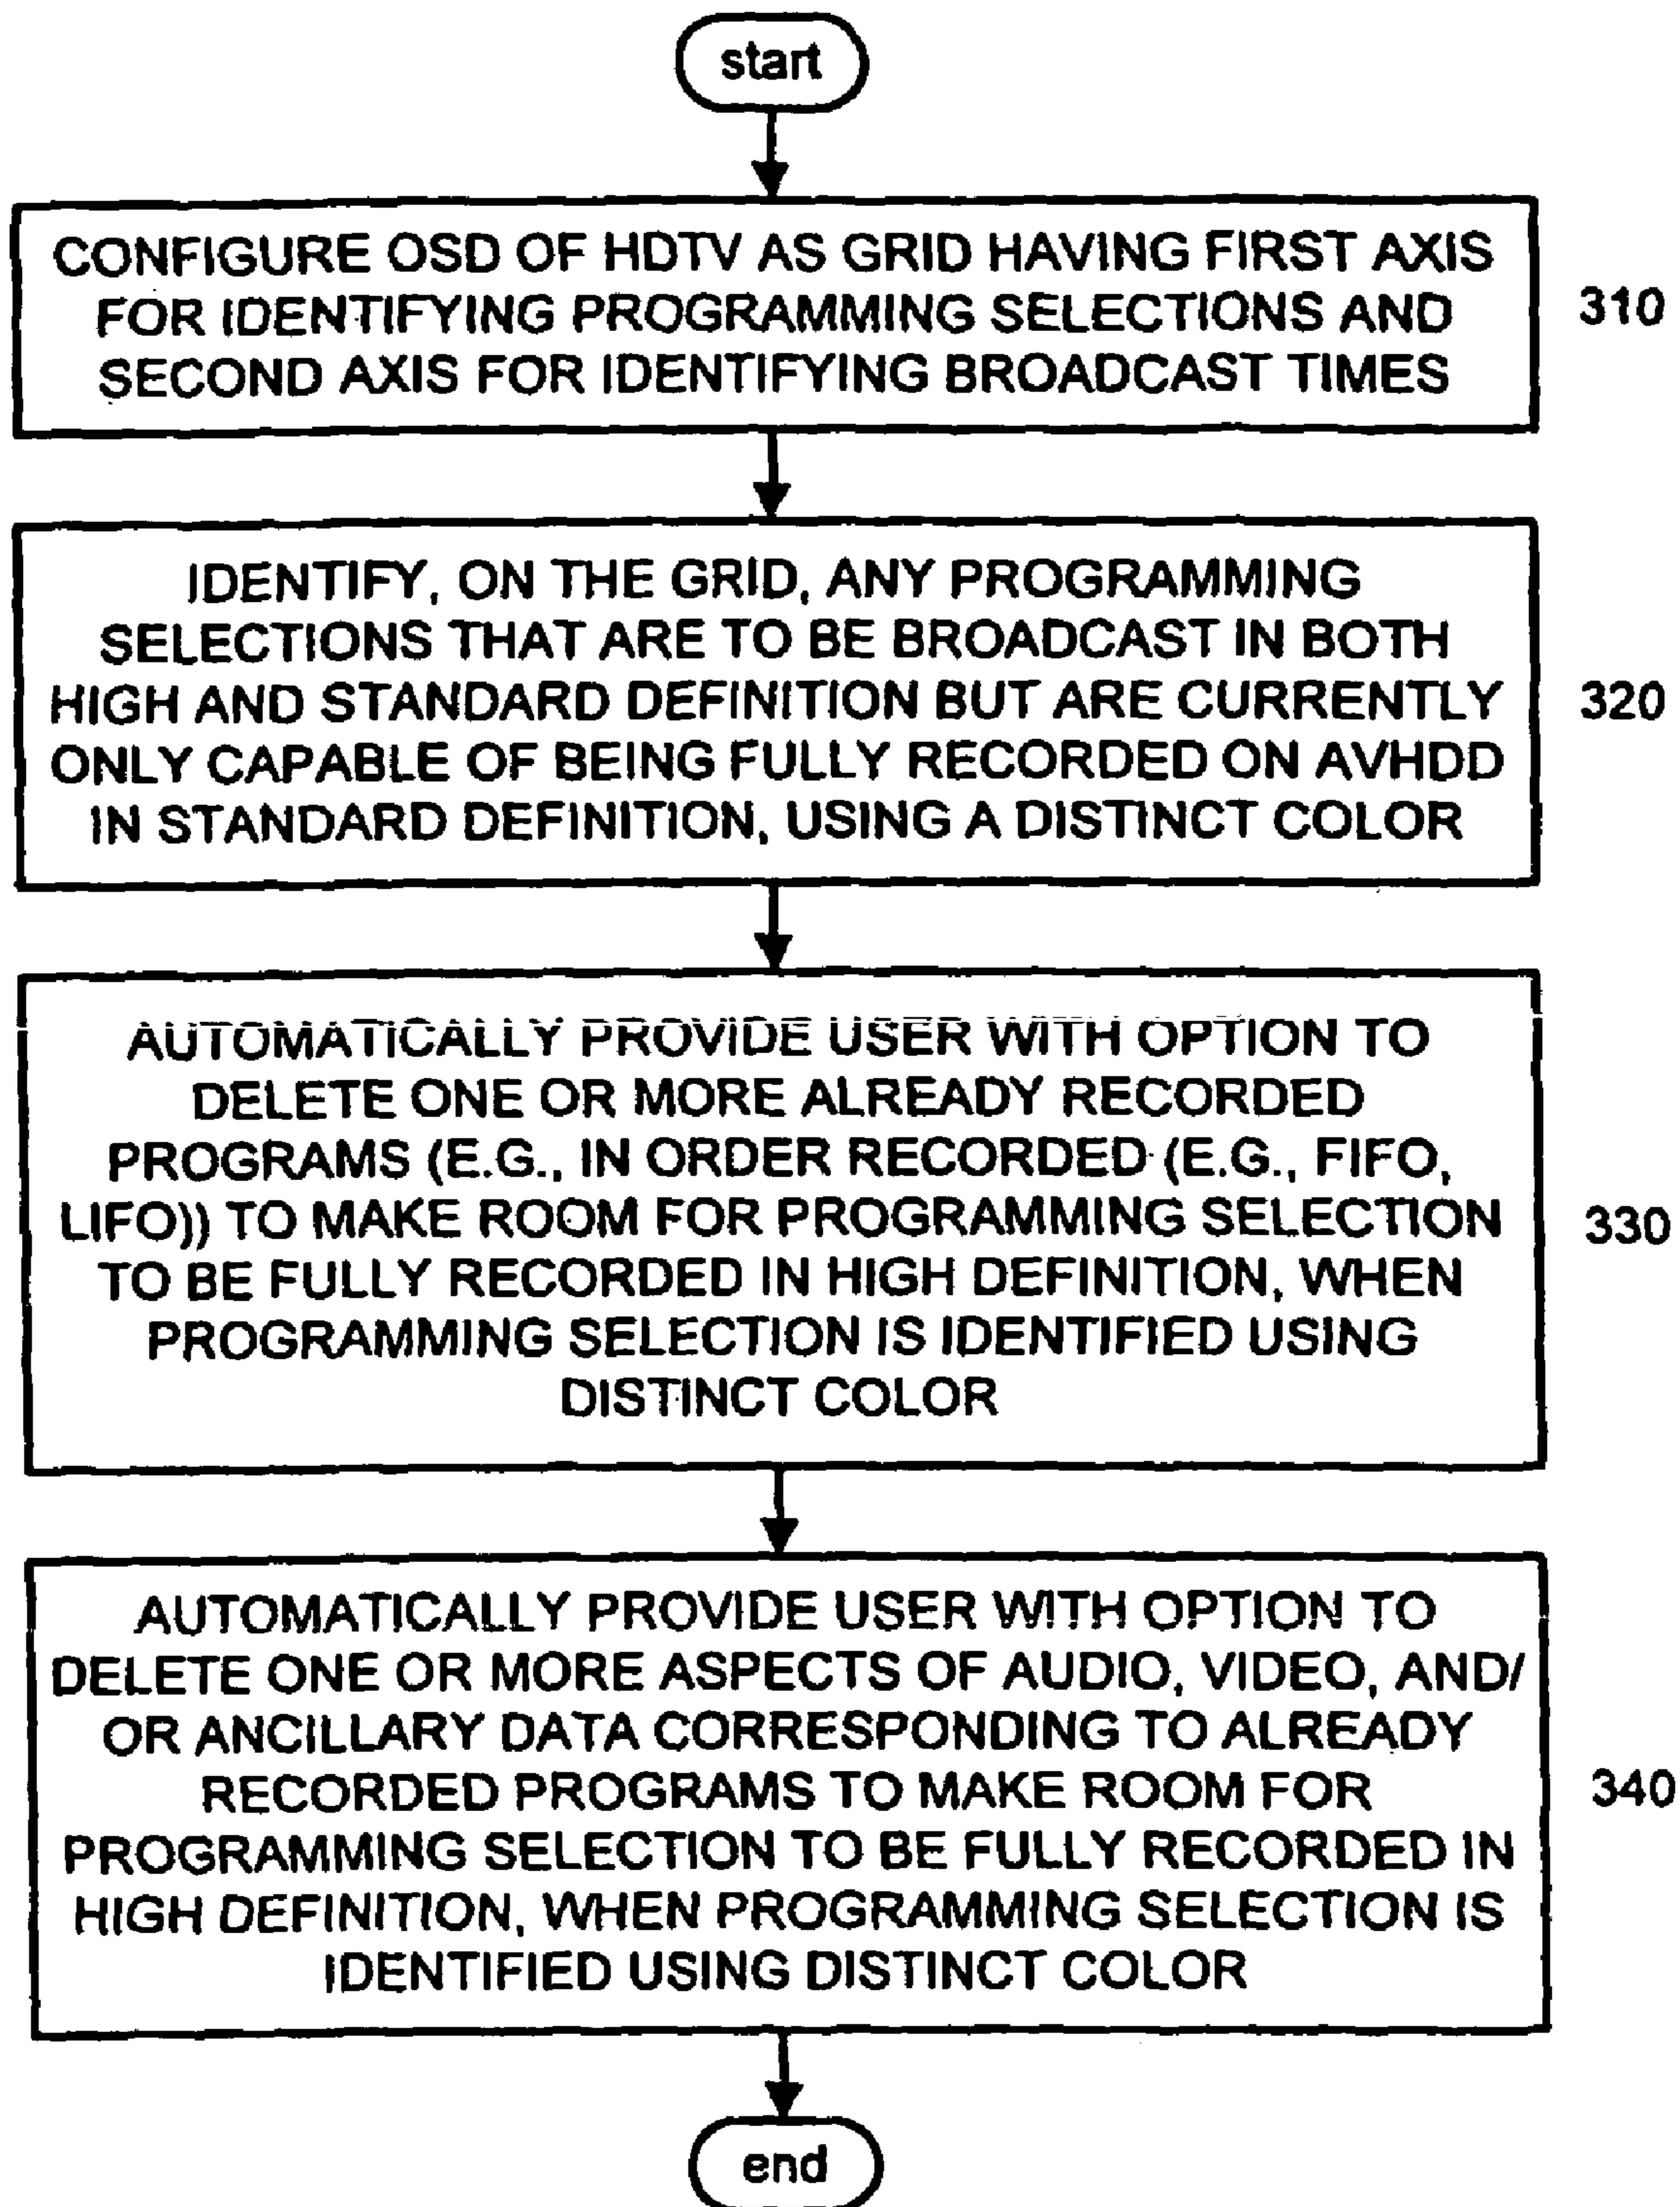 start
CONFIGURE OSD OF HDTV AS GRID HAVING FIRST AXIS
FOR IDENTIFYING PROGRAMMING SELECTIONS AND
SECOND AXIS FOR IDENTIFYING BROADCAST TIMES
310
IDENTIFY, ON THE GRID, ANY PROGRAMMING
SELECTIONS THAT ARE TO BE BROADCAST IN BOTH
HIGH AND STANDARD DEFINITION BUT ARE CURRENTLY
ONLY CAPABLE OF BEING FULLY RECORDED ON AVHDD
IN STANDARD DEFINITION, USING A DISTINCT COLOR
320
AUTOMATICALLY PROVIDE USER WITH OPTION TO
DELETE ONE OR MORE ALREADY RECORDED
PROGRAMS (E.G., IN ORDER RECORDED (E.G., FIFO,
LIFO)) TO MAKE ROOM FOR PROGRAMMING SELECTION
TO BE FULLY RECORDED IN HIGH DEFINITION, WHEN
PROGRAMMING SELECTION IS IDENTIFIED USING
DISTINCT COLOR
330
AUTOMATICALLY PROVIDE USER WITH OPTION TO
DELETE ONE OR MORE ASPECTS OF AUDIO, VIDEO, AND/
OR ANCILLARY DATA CORRESPONDING TO ALREADY
RECORDED PROGRAMS TO MAKE ROOM FOR
PROGRAMMING SELECTION TO BE FULLY RECORDED IN
HIGH DEFINITION, WHEN PROGRAMMING SELECTION IS
IDENTIFIED USING DISTINCT COLOR
340
end